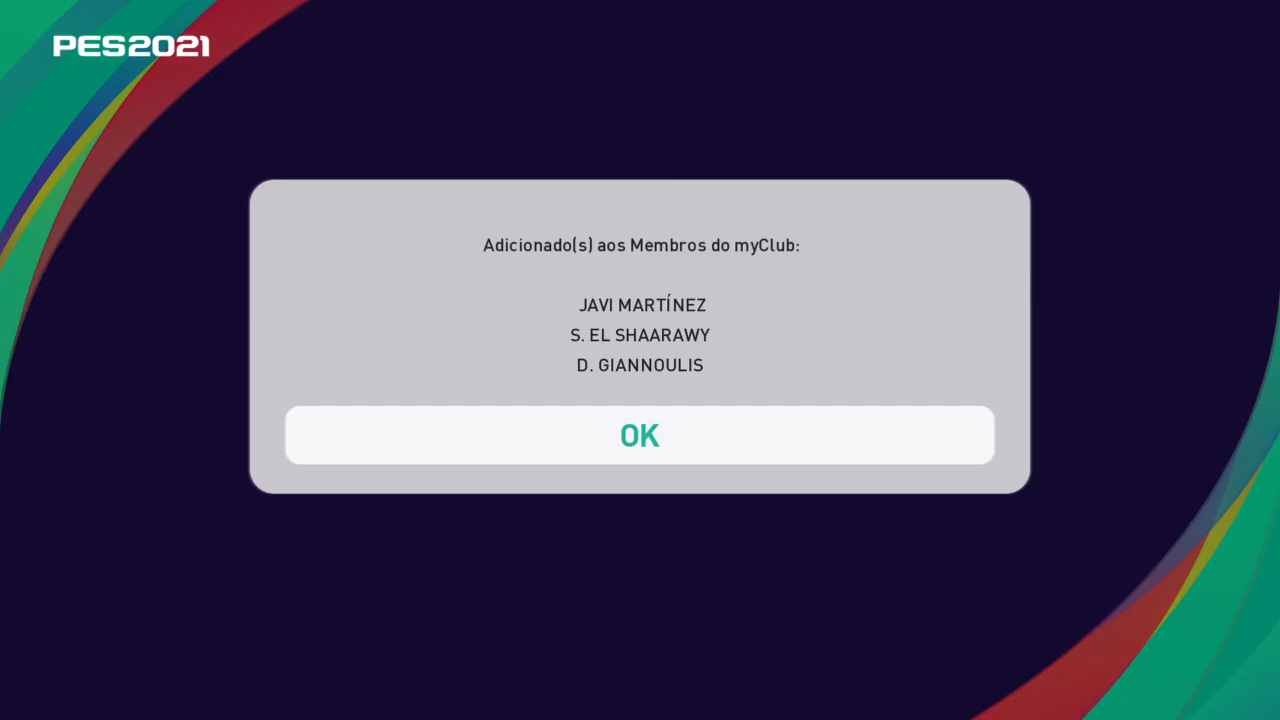 PES2021
Adicionado(s) aos Membros do myClub:
JAVI MARTÍNEZ
S. EL SHAARAWY
D. GIANNOULIS
OK